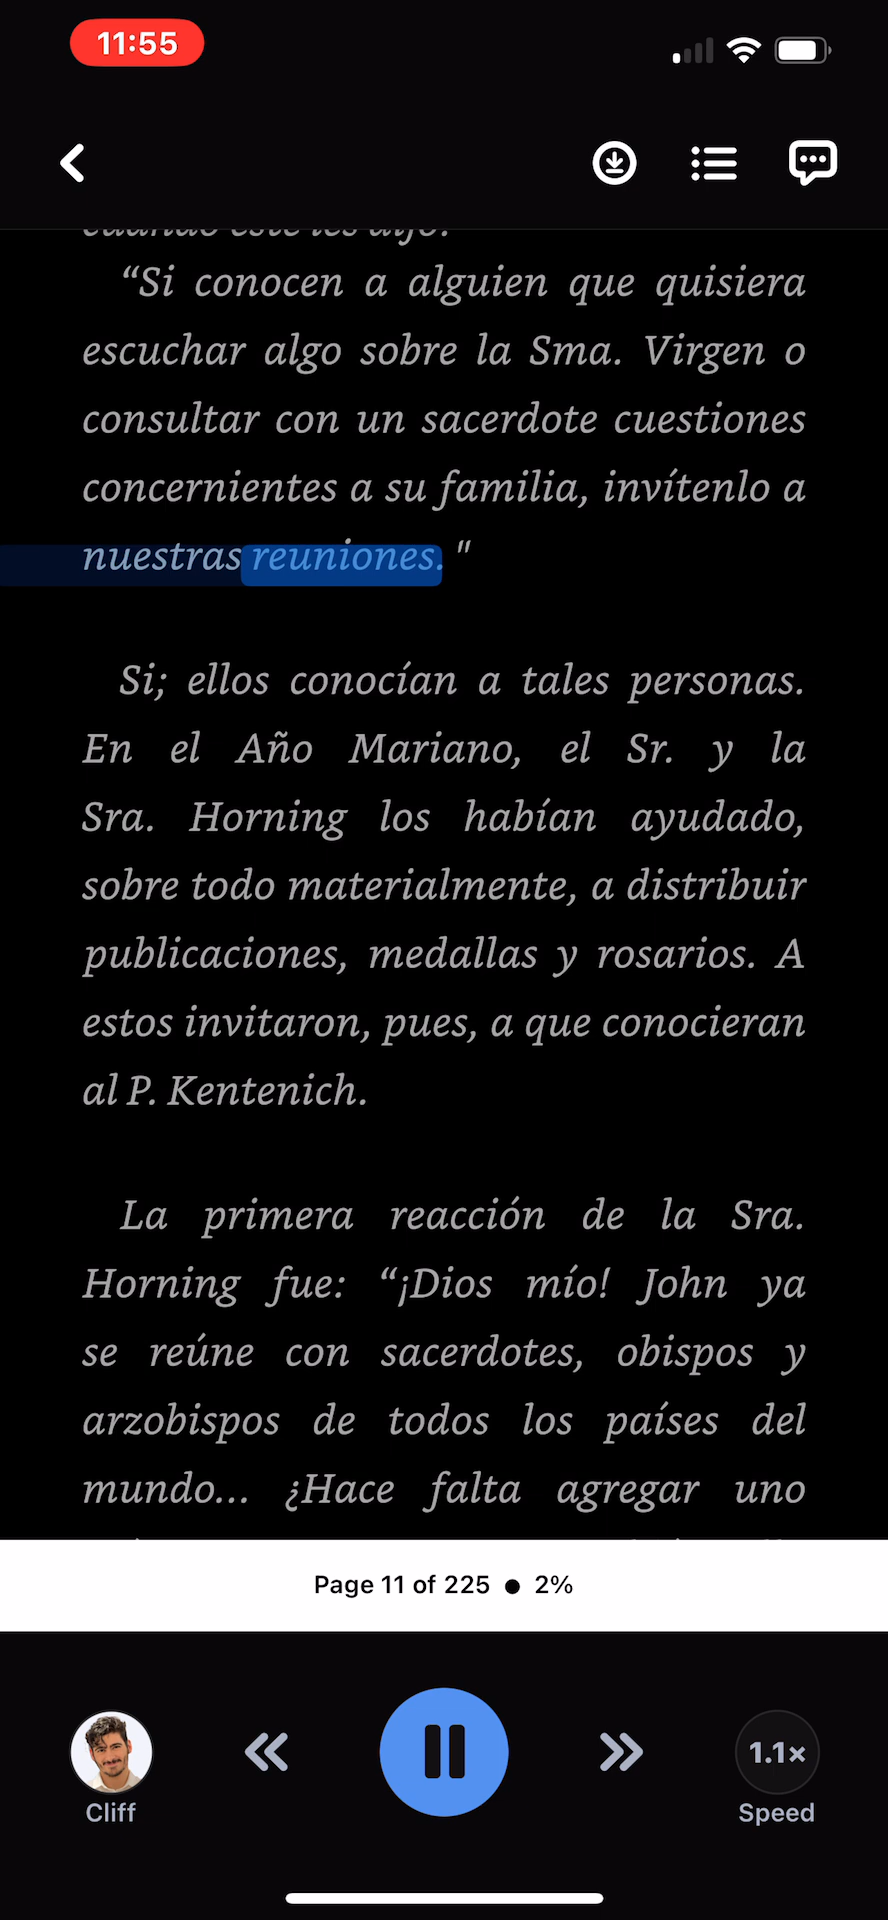 11:55
cuando este les dijo:
“Si conocen a alguien que quisiera
escuchar algo sobre la Sma. Virgen o
consultar con un sacerdote cuestiones
concernientes a su familia, invítenlo a
nuestras reuniones. "
Si; ellos conocían a tales personas.
En el Año Mariano, el Sr. y la
Sra. Horning los habían ayudado,
sobre todo materialmente, a distribuir
publicaciones, medallas y rosarios. A
estos invitaron, pues, a que conocieran
al P. Kentenich.
La primera reacción de la Sra.
Horning fue: “¡Dios mío! John ya
se reúne con sacerdotes, obispos y
arzobispos de todos los países del
mundo... ¿Hace falta agregar uno
Page 11 of 225 ● 2%
1.1×
Cliff
Speed